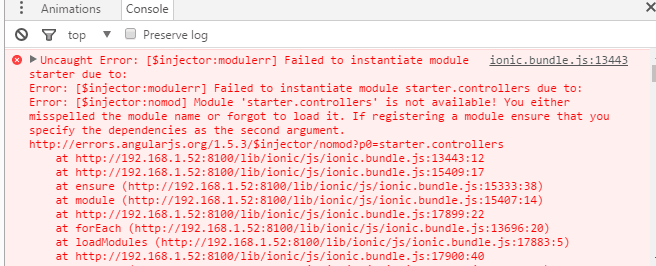 Animations Console
top Preserve log
Uncaught Error: [$injector:modulerr] Failed to instantiate module ionic.bundle.js:13443
starter due to:
Error: [$injector:modulerr] Failed to instantiate module starter.controllers due to:
Error: [$injector:nomod] Module 'starter.controllers' is not available! You either
misspelled the module name or forgot to load it. If registering a module ensure that you
specify the dependencies as the second argument.
http://errors.angularjs.org/1.5.3/$injector/nomod?p0=starter.controllers
at http://192.168.1.52:8100/lib/ionic/js/ionic.bundle.js:13443:12
at http://192.168.1.52:8100/lib/ionic/js/ionic.bundle.js:15409:17
at ensure (http://192.168.1.52:8100/lib/ionic/js/ionic.bundle.js:15333:38)
at module (http://192.168.1.52:8100/lib/ionic/js/ionic.bundle.js:15407:14)
at http://192.168.1.52:8100/lib/ionic/js/ionic.bundle.js:17899:22
at forEach (http://192.168.1.52:8100/lib/ionic/js/ionic.bundle.js:13696:20)
at loadModules (http://192.168.1.52:8100/lib/ionic/js/ionic.bundle.js:17883:5)
at http://192.168.1.52:8100/lib/ionic/js/ionic.bundle.js:17900:40